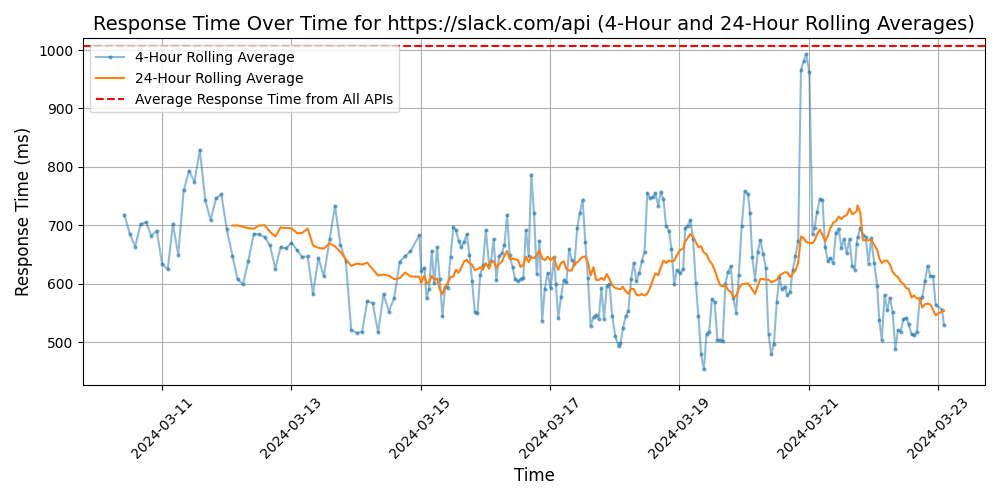 Response Time Over Time for https://slack.com/api (4-Hour and 24-Hour Rolling Averages)
4-Hour Rolling Average
24-Hour Rolling Average
Average Response Time from All APIs
Response Time (ms)
1000
900
800
700
600
500
2024-03-11
2024-03-13
2024-03-15
2024-03-17
2024-03-19
2024-03-21
2024-03-23
Time